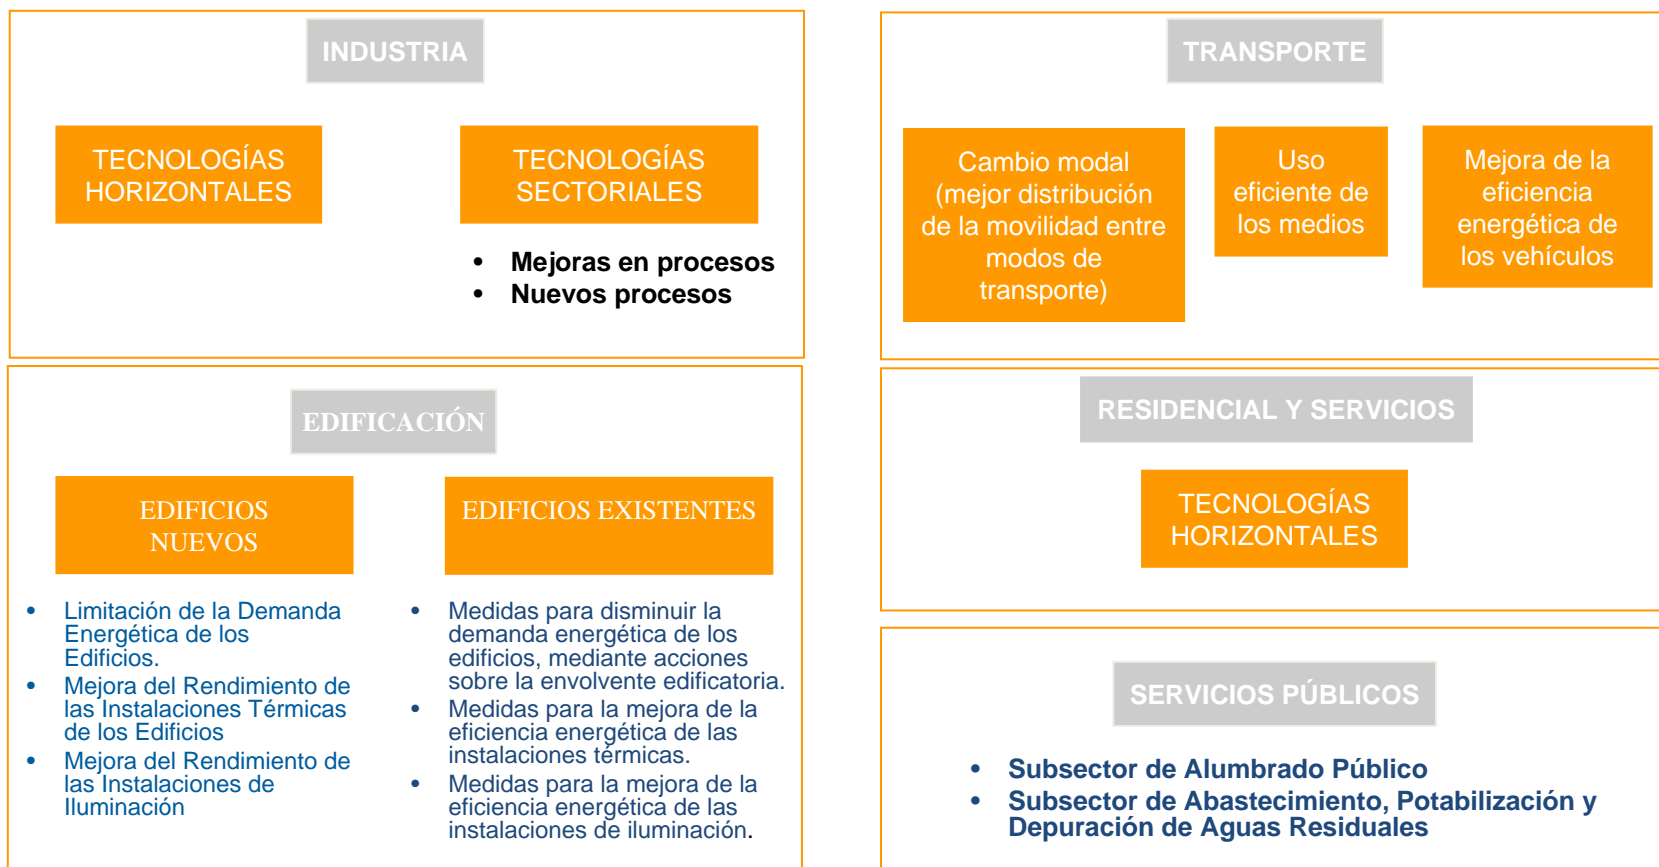 INDUSTRIA
TECNOLOGÍAS
HORIZONTALES
TECNOLOGÍAS
SECTORIALES
• Mejoras en procesos
• Nuevos procesos
TRANSPORTE
Cambio modal
(mejor distribución
de la movilidad entre
modos de
transporte)
Uso
eficiente de
los medios
Mejora de la
eficiencia
energética de
los vehículos
EDIFICACIÓN
EDIFICIOS
NUEVOS
• Limitación de la Demanda
Energética de los
Edificios.
• Mejora del Rendimiento de
las Instalaciones Térmicas
de los Edificios
• Mejora del Rendimiento de
las Instalaciones de
Iluminación
EDIFICIOS EXISTENTES
• Medidas para disminuir la
demanda energética de los
edificios, mediante acciones
sobre la envolvente edificatoria.
• Medidas para la mejora de la
eficiencia energética de las
instalaciones térmicas.
• Medidas para la mejora de la
eficiencia energética de las
instalaciones de iluminación.
RESIDENCIAL Y SERVICIOS
TECNOLOGÍAS
HORIZONTALES
SERVICIOS PÚBLICOS
• Subsector de Alumbrado Público
• Subsector de Abastecimiento, Potabilización y
Depuración de Aguas Residuales